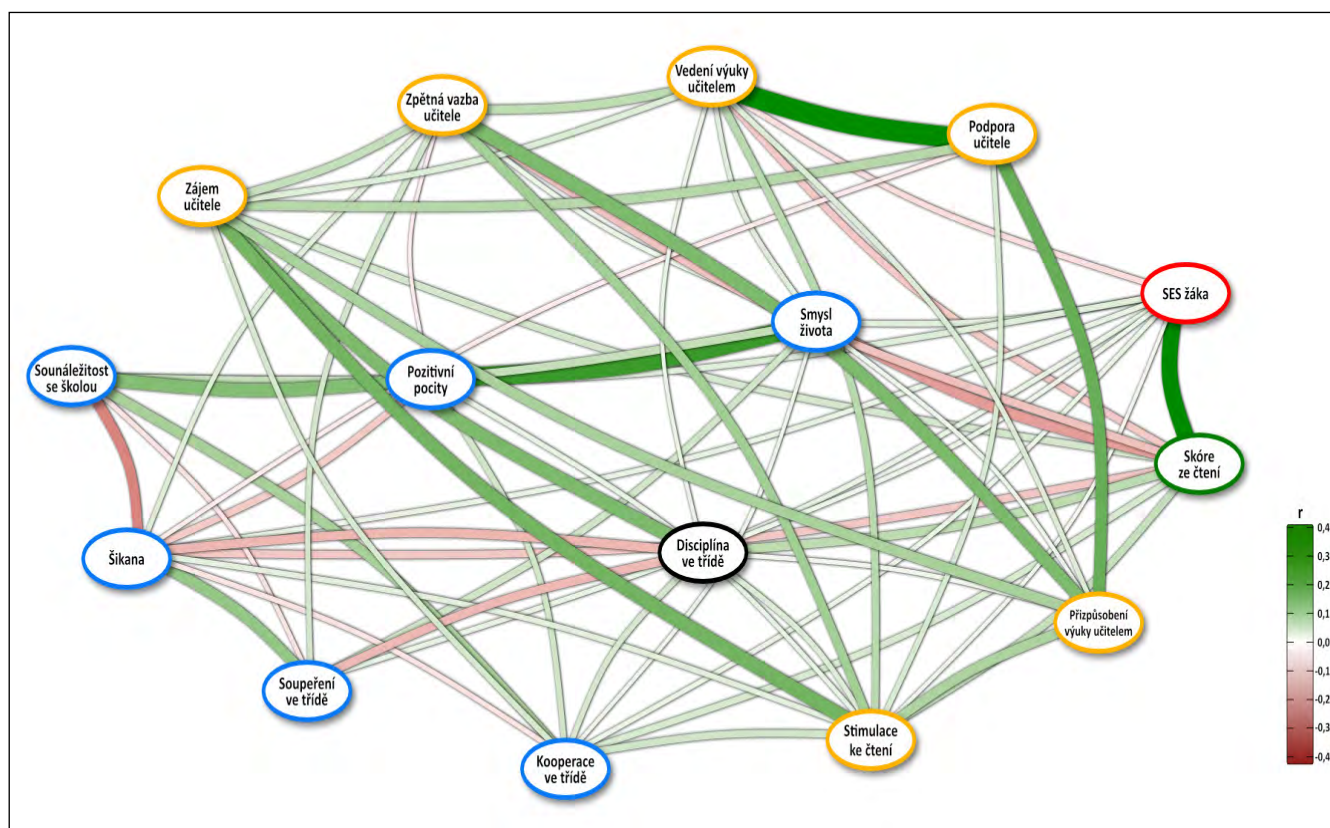 Vedení výuky
učitelem
Zpětná vazba
učitele
Podpora
učitele
Zájem
učitele
SES žáka
Smysl
života
Sounáležitost
se školou
Pozitivní
pocity
Skóre
ze čtení
Šikana
Disciplína
ve třídě
Přizpůsobení
výuky učitelem
Soupeření
ve třídě
Stimulace
ke čtení
Kooperace
ve třídě
r
0,4
0,3
0,2
0,1
0,0
-0,1
-0,2
-0,3
-0,4